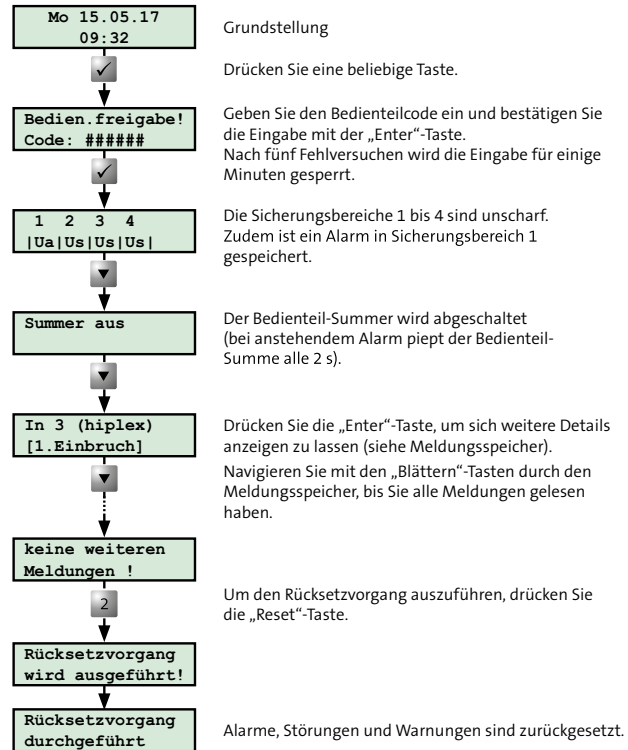 Mo 15.05.17
09:32
Grundstellung
Drücken Sie eine beliebige Taste.
Bedien.freigabe!
Code: ######
Geben Sie den Bedienteilcode ein und bestätigen Sie
die Eingabe mit der „Enter“-Taste.
Nach fünf Fehlversuchen wird die Eingabe für einige
Minuten gesperrt.
1 2 3 4
|Ua|Us|Us|Us|
Die Sicherungsbereiche 1 bis 4 sind unscharf.
Zudem ist ein Alarm in Sicherungsbereich 1
gespeichert.
Summer aus
Der Bedienteil-Summer wird abgeschaltet
(bei anstehendem Alarm piept der Bedienteil-
Summe alle 2 s).
In 3 (hiplex)
[1.Einbruch]
Drücken Sie die „Enter“-Taste, um sich weitere Details
anzeigen zu lassen (siehe Meldungsspeicher).
Navigieren Sie mit den „Blättern“-Tasten durch den
Meldungsspeicher, bis Sie alle Meldungen gelesen
haben.
keine weiteren
Meldungen !
2
Um den Rücksetzvorgang auszuführen, drücken Sie
die „Reset“-Taste.
Rücksetzvorgang
wird ausgeführt!
Rücksetzvorgang
durchgeführt
Alarme, Störungen und Warnungen sind zurückgesetzt.